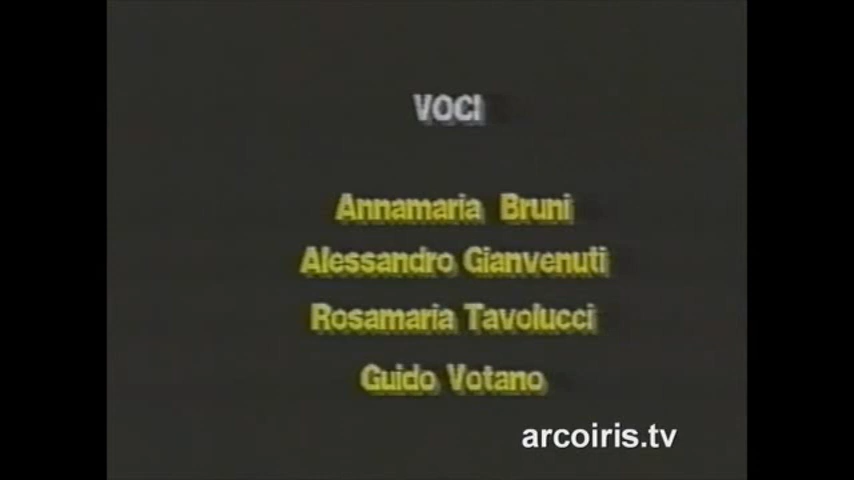 VOCI
Annamaria Bruni
Alessandro Gianvenuti
Rosamaria Tavolucci
Guido Votano
arcoiris.tv